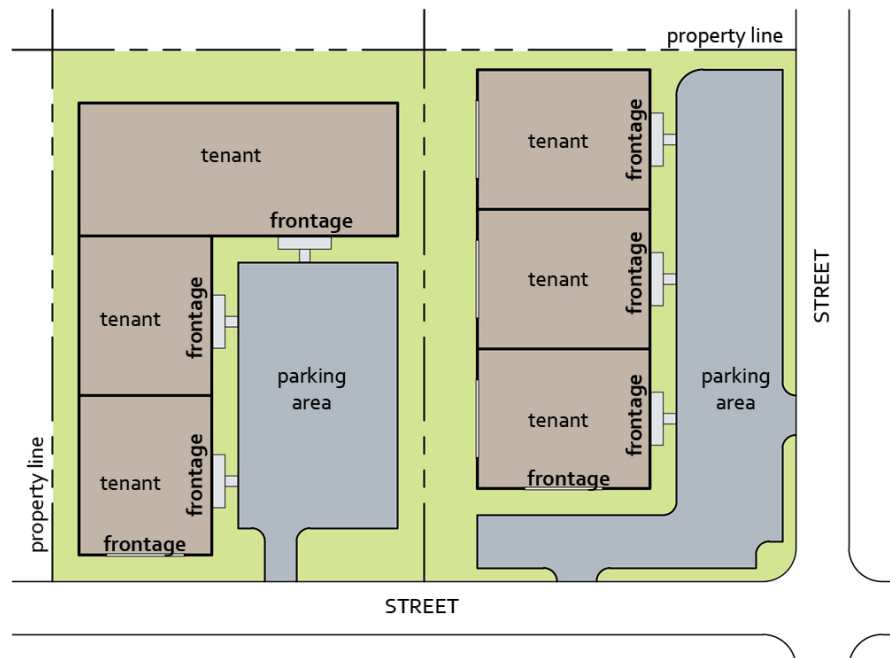 property line
tenant
frontage
tenant
frontage
parking
area
tenant
frontage
frontage
property line
tenant
frontage
tenant
frontage
tenant
frontage
frontage
parking
area
STREET
STREET